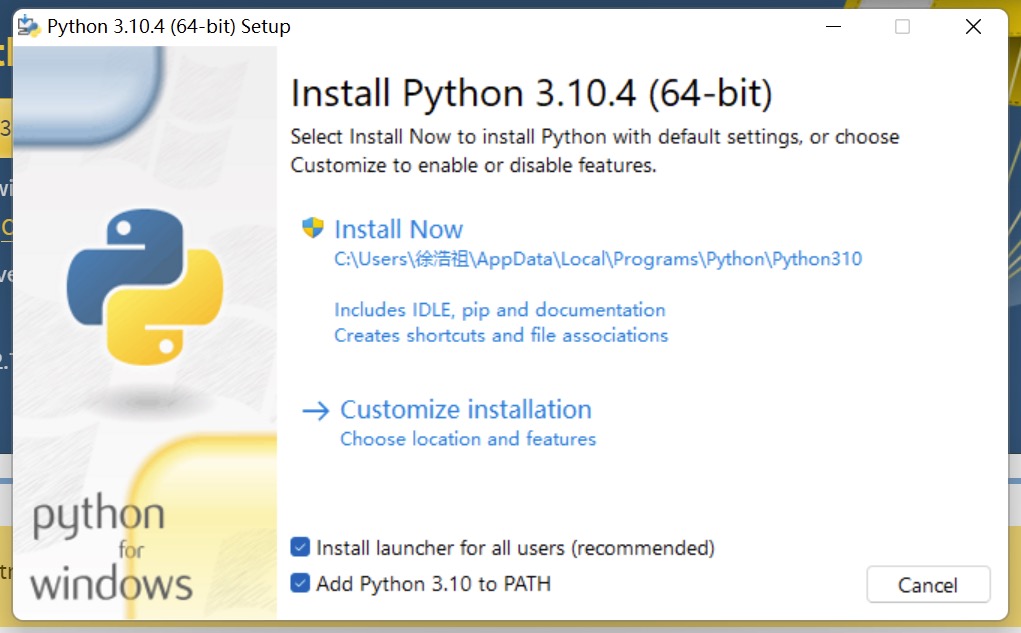 Python 3.10.4 (64-bit) Setup
Install Python 3.10.4 (64-bit)
Select Install Now to install Python with default settings, or choose
Customize to enable or disable features.
Install Now
C:\Users\徐浩祖\AppData\Local\Programs\Python\Python310
Includes IDLE, pip and documentation
Creates shortcuts and file associations
Customize installation
Choose location and features
python
for
windows
Install launcher for all users (recommended)
Add Python 3.10 to PATH
Cancel